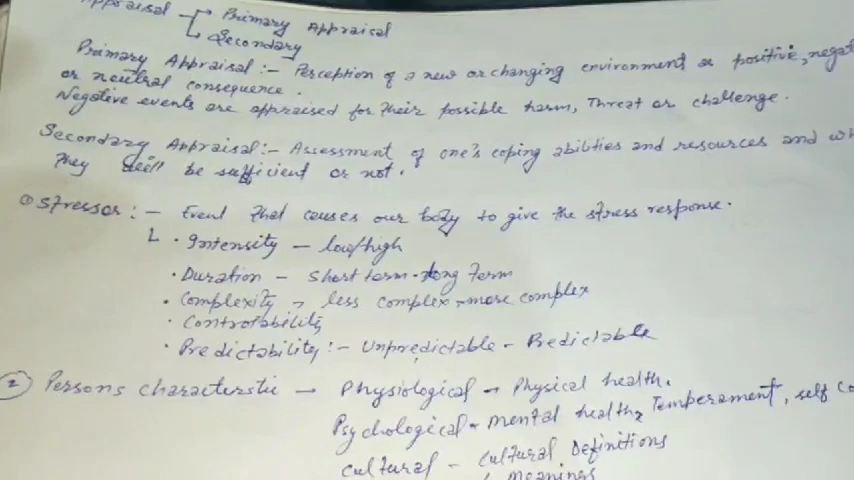 Appraisal → Primary Appraisal
→ Secondary
Primary Appraisal :- Perception of a new or changing environment as positive, negat
or neutral consequence.
Negative events are appraised for their possible harm, Threat or challenge.
Secondary Appraisal :- Assessment of one's coping abilities and resources and wh
They will be sufficient or not.
① Stressor :- Event that causes our body to give the stress response.
• Intensity - low/high
• Duration - Short term - long Term
• Complexity → less complex - more complex
• Controlability
• Predictability :- Unpredictable - Predictable
② Persons characterstic → Physiological → Physical health.
Psychological - mental health, Temperament, self co
Cultural - Cultural Definitions
Meanings